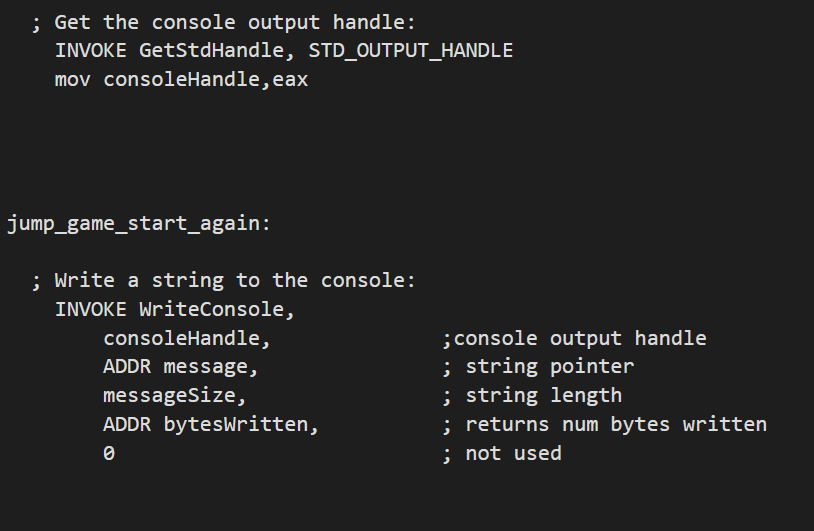 ; Get the console output handle:
INVOKE GetStdHandle, STD_OUTPUT_HANDLE
mov consoleHandle,eax
jump_game_start_again:
; Write a string to the console:
INVOKE WriteConsole,
consoleHandle, ;console output handle
ADDR message, ; string pointer
messageSize, ; string length
ADDR bytesWritten, ; returns num bytes written
0 ; not used